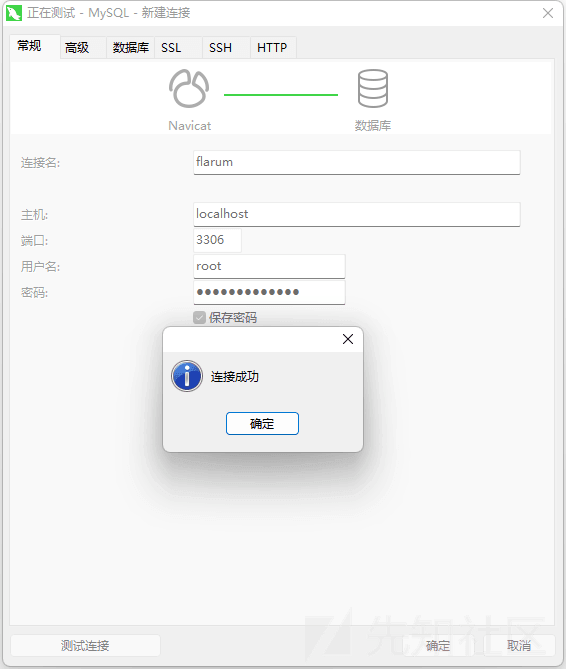 正在测试 - MySQL - 新建连接
常规 高级 数据库 SSL SSH HTTP
Navicat 数据库
连接名: flarum
主机: localhost
端口: 3306
用户名: root
密码: ●●●●●●●●●●●●●
保存密码
连接成功
确定
先知社区
测试连接 确定 取消